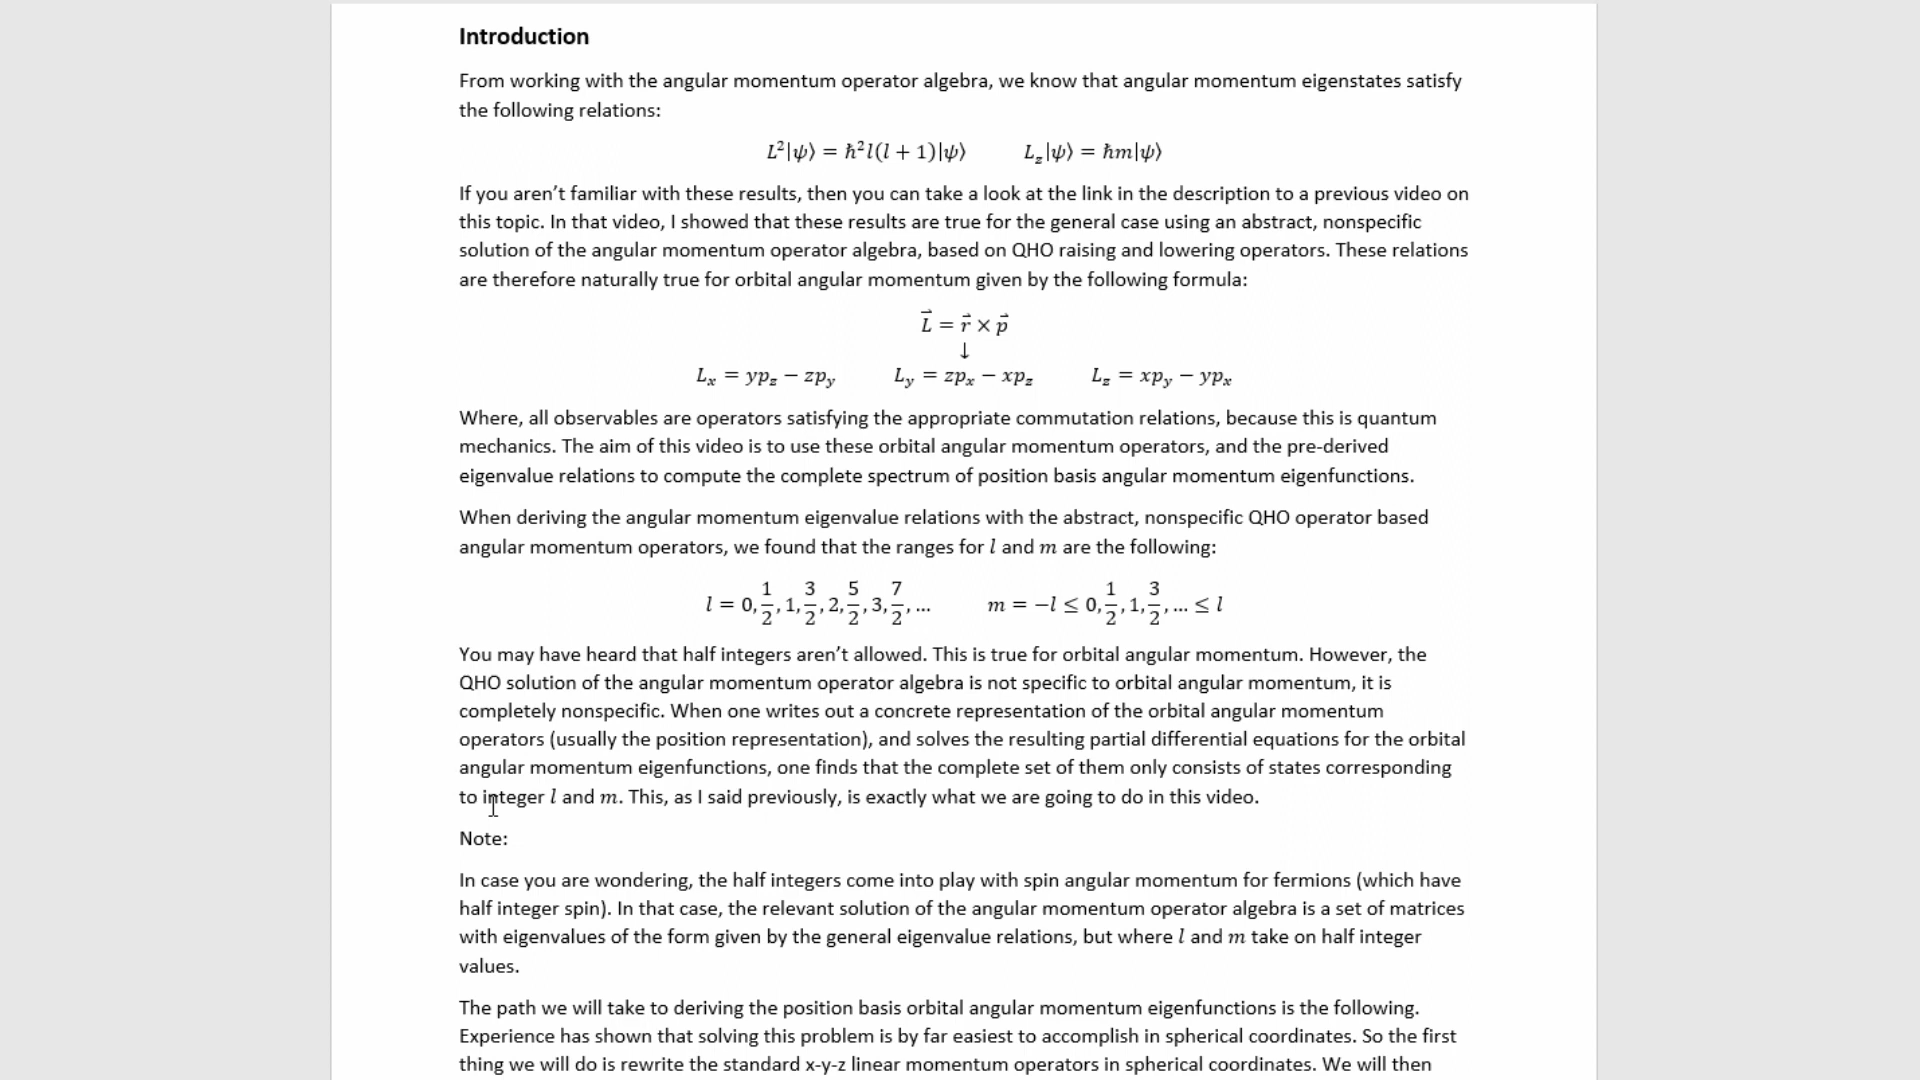 Introduction
From working with the angular momentum operator algebra, we know that angular momentum eigenstates satisfy
the following relations:
L²|ψ⟩ = ℏ²l(l + 1)|ψ⟩ L_z|ψ⟩ = ℏm|ψ⟩
If you aren’t familiar with these results, then you can take a look at the link in the description to a previous video on
this topic. In that video, I showed that these results are true for the general case using an abstract, nonspecific
solution of the angular momentum operator algebra, based on QHO raising and lowering operators. These relations
are therefore naturally true for orbital angular momentum given by the following formula:
L⃗ = r⃗ × p⃗
↓
L_x = yp_z − zp_y L_y = zp_x − xp_z L_z = xp_y − yp_x
Where, all observables are operators satisfying the appropriate commutation relations, because this is quantum
mechanics. The aim of this video is to use these orbital angular momentum operators, and the pre-derived
eigenvalue relations to compute the complete spectrum of position basis angular momentum eigenfunctions.
When deriving the angular momentum eigenvalue relations with the abstract, nonspecific QHO operator based
angular momentum operators, we found that the ranges for l and m are the following:
l = 0, 1/2, 1, 3/2, 2, 5/2, 3, 7/2, … m = −l ≤ 0, 1/2, 1, 3/2, … ≤ l
You may have heard that half integers aren’t allowed. This is true for orbital angular momentum. However, the
QHO solution of the angular momentum operator algebra is not specific to orbital angular momentum, it is
completely nonspecific. When one writes out a concrete representation of the orbital angular momentum
operators (usually the position representation), and solves the resulting partial differential equations for the orbital
angular momentum eigenfunctions, one finds that the complete set of them only consists of states corresponding
to integer l and m. This, as I said previously, is exactly what we are going to do in this video.
Note:
In case you are wondering, the half integers come into play with spin angular momentum for fermions (which have
half integer spin). In that case, the relevant solution of the angular momentum operator algebra is a set of matrices
with eigenvalues of the form given by the general eigenvalue relations, but where l and m take on half integer
values.
The path we will take to deriving the position basis orbital angular momentum eigenfunctions is the following.
Experience has shown that solving this problem is by far easiest to accomplish in spherical coordinates. So the first
thing we will do is rewrite the standard x-y-z linear momentum operators in spherical coordinates. We will then